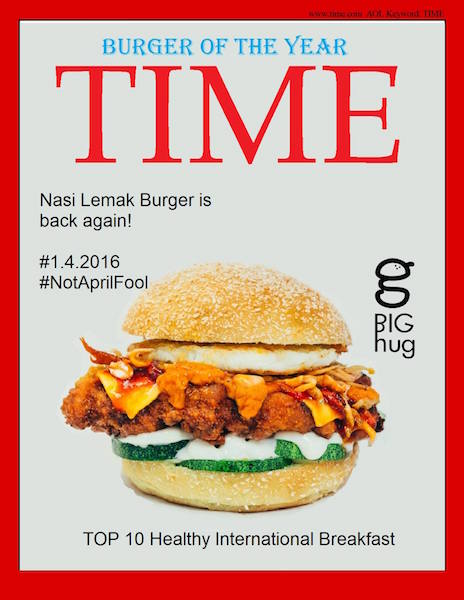 www.time.com AOL Keyword: TIME
BURGER OF THE YEAR
TIME
Nasi Lemak Burger is
back again!
#1.4.2016
#NotAprilFool
g
BIG
hug
TOP 10 Healthy International Breakfast